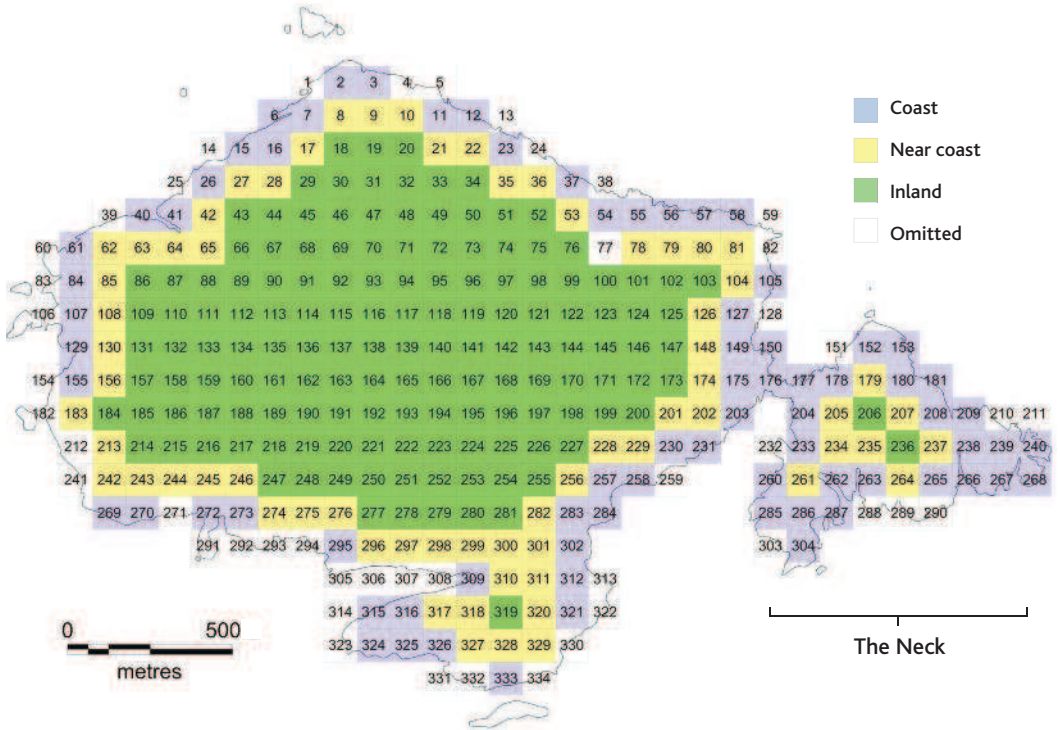 1 2 3 4 5
6 7 8 9 10 11 12 13
Coast
14 15 16 17 18 19 20 21 22 23 24
Near coast
25 26 27 28 29 30 31 32 33 34 35 36 37 38
Inland
39 40 41 42 43 44 45 46 47 48 49 50 51 52 53 54 55 56 57 58 59
Omitted
60 61 62 63 64 65 66 67 68 69 70 71 72 73 74 75 76 77 78 79 80 81 82
83 84 85 86 87 88 89 90 91 92 93 94 95 96 97 98 99 100 101 102 103 104 105
106 107 108 109 110 111 112 113 114 115 116 117 118 119 120 121 122 123 124 125 126 127 128
129 130 131 132 133 134 135 136 137 138 139 140 141 142 143 144 145 146 147 148 149 150 151 152 153
154 155 156 157 158 159 160 161 162 163 164 165 166 167 168 169 170 171 172 173 174 175 176 177 178 179 180 181
182 183 184 185 186 187 188 189 190 191 192 193 194 195 196 197 198 199 200 201 202 203 204 205 206 207 208 209 210 211
212 213 214 215 216 217 218 219 220 221 222 223 224 225 226 227 228 229 230 231 232 233 234 235 236 237 238 239 240
241 242 243 244 245 246 247 248 249 250 251 252 253 254 255 256 257 258 259 260 261 262 263 264 265 266 267 268
269 270 271 272 273 274 275 276 277 278 279 280 281 282 283 284 285 286 287 288 289 290
291 292 293 294 295 296 297 298 299 300 301 302 303 304
305 306 307 308 309 310 311 312 313
314 315 316 317 318 319 320 321 322
0 500
323 324 325 326 327 328 329 330
The Neck
metres
331 332 333 334